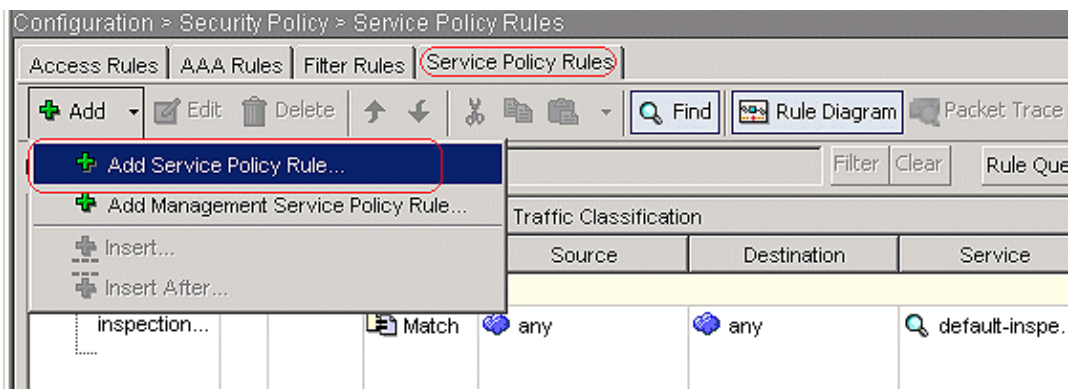 Configuration > Security Policy > Service Policy Rules
Access Rules AAA Rules Filter Rules Service Policy Rules
Add Edit Delete Find Rule Diagram Packet Trace
Add Service Policy Rule... Filter Clear Rule Que
Add Management Service Policy Rule... Traffic Classification
Insert... Source Destination Service
Insert After...
inspection... Match any any default-inspe.